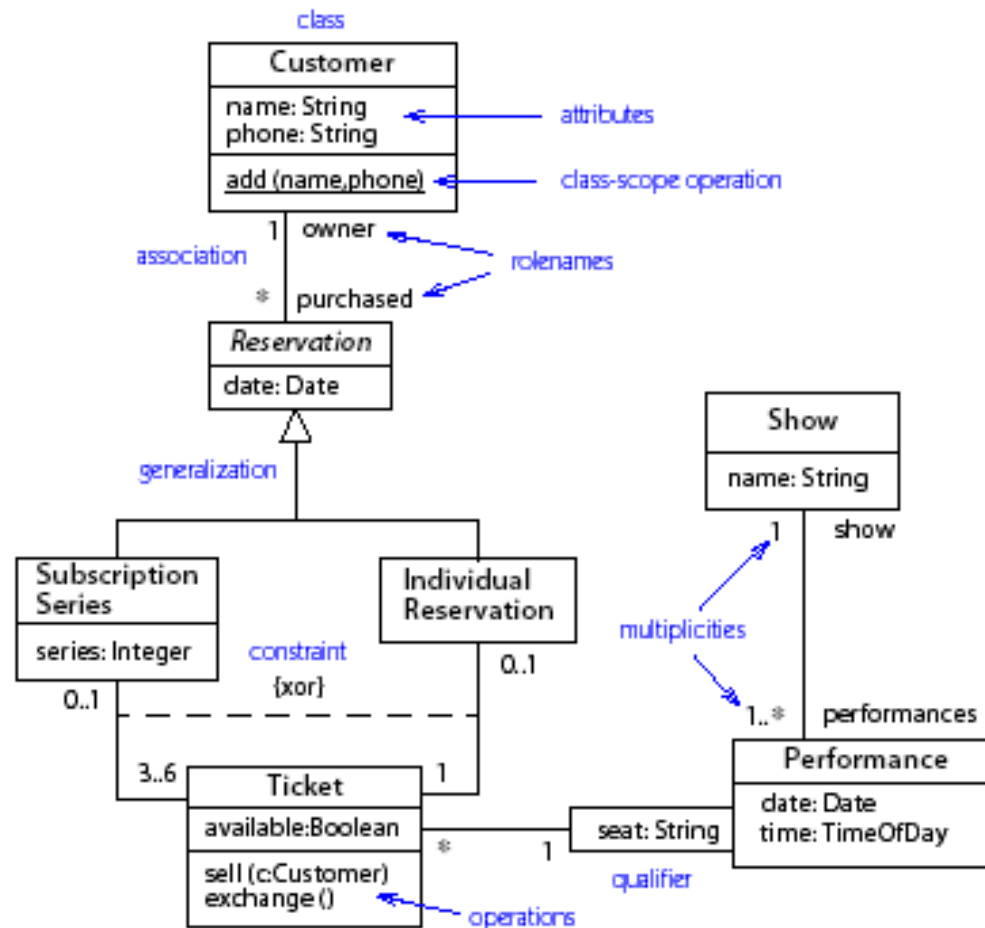 class
Customer
name: String
phone: String
attributes
add (name,phone)
class-scope operation
1 owner
association
rolenames
* purchased
Reservation
date: Date
generalization
Show
name: String
1 show
Subscription
Series
series: Integer
Individual
Reservation
constraint
{xor}
0..1
0..1
multiplicities
1..* performances
3..6
1
Ticket
available:Boolean
sell (c:Customer)
exchange ()
operations
*
1
seat: String
qualifier
Performance
date: Date
time: TimeOfDay